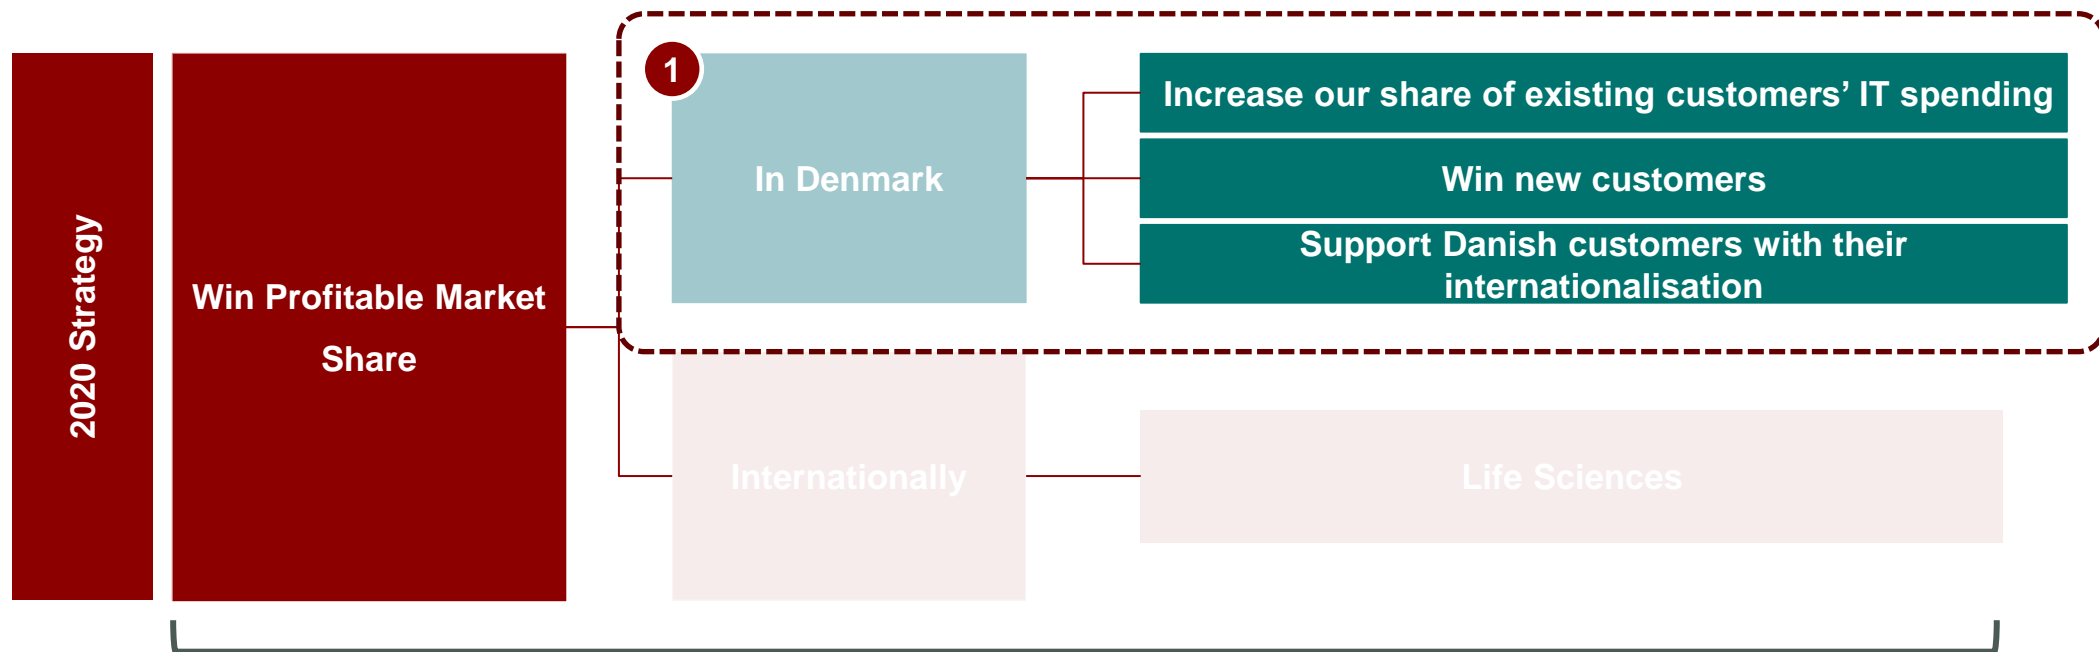 2020 Strategy
Win Profitable Market
Share
1
In Denmark
Increase our share of existing customers’ IT spending
Win new customers
Support Danish customers with their
internationalisation
Internationally
Life Sciences